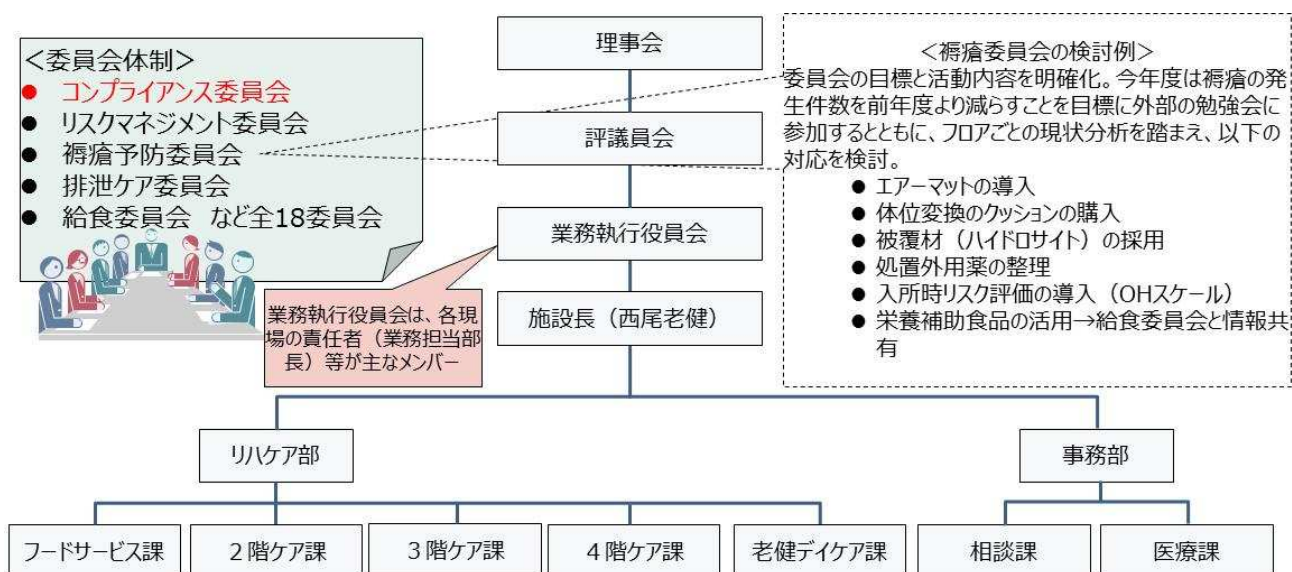 ＜委員会体制＞
● コンプライアンス委員会
● リスクマネジメント委員会
● 褥瘡予防委員会
● 排泄ケア委員会
● 給食委員会　など全18委員会
理事会
評議員会
業務執行役員会
施設長（西尾老健）
業務執行役員会は、各現
場の責任者（業務担当部
長）等が主なメンバー
＜褥瘡委員会の検討例＞
委員会の目標と活動内容を明確化。今年度は褥瘡の発
生件数を前年度より減らすことを目標に外部の勉強会に
参加するとともに、フロアごとの現状分析を踏まえ、以下の
対応を検討。
● エアーマットの導入
● 体位変換のクッションの購入
● 被覆材（ハイドロサイト）の採用
● 処置外用薬の整理
● 入所時リスク評価の導入（OHスケール）
● 栄養補助食品の活用→給食委員会と情報共
有
リハケア部
事務部
フードサービス課
２階ケア課
３階ケア課
４階ケア課
老健デイケア課
相談課
医療課